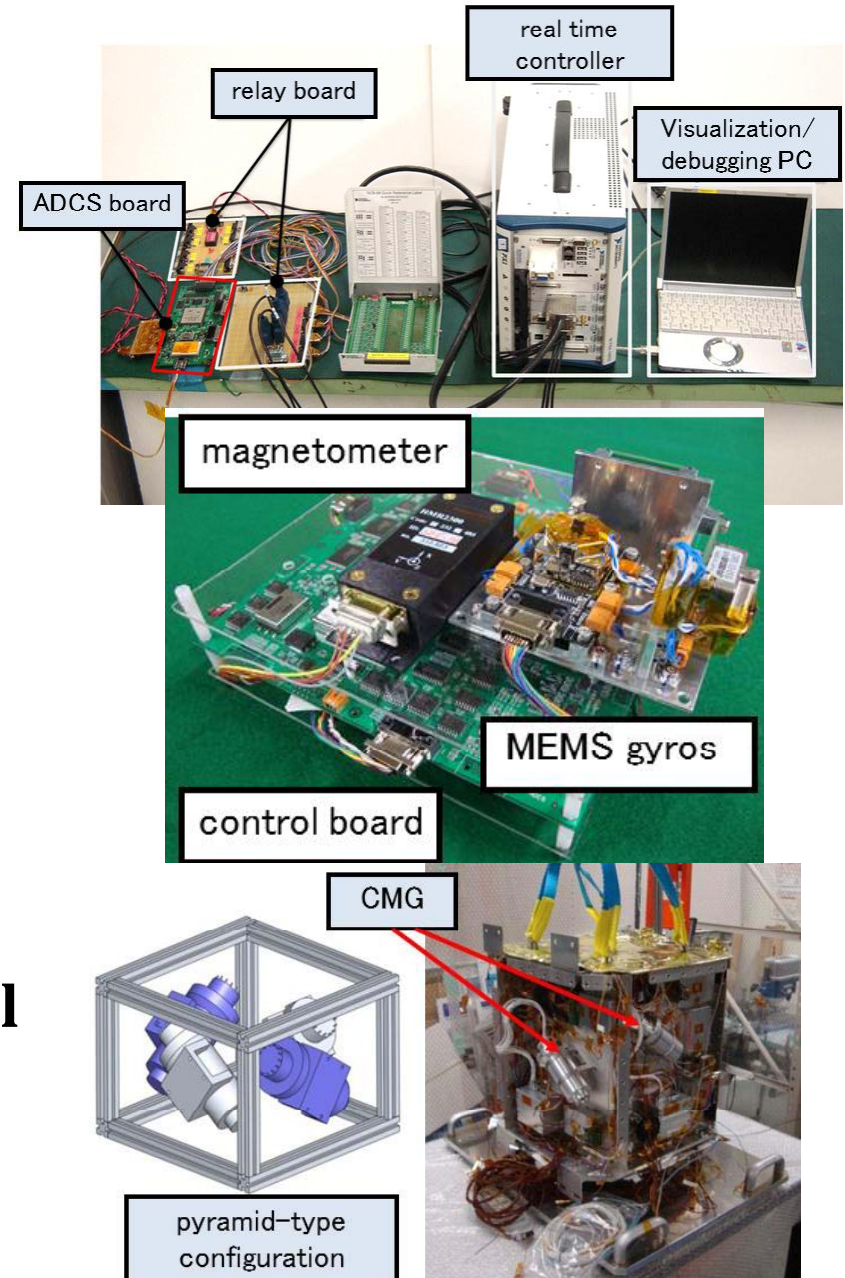 real time
controller
relay board
Visualization/
debugging PC
ADCS board
magnetometer
HMR2300
MEMS gyros
control board
CMG
l
pyramid-type
configuration